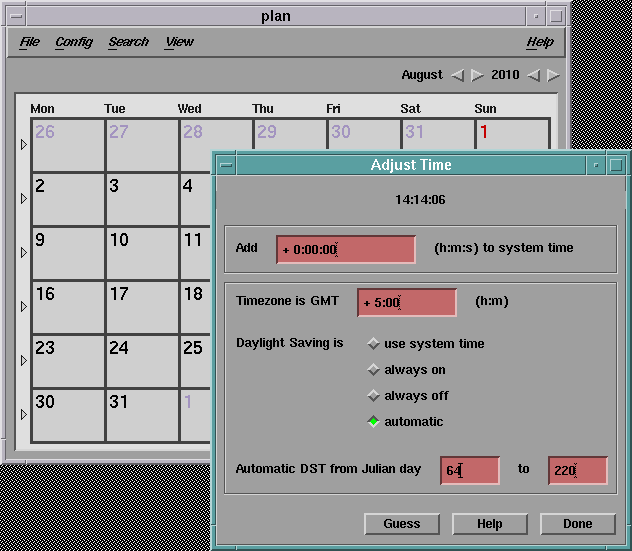 plan
File Config Search View Help
August 2010
Mon Tue Wed Thu Fri Sat Sun
26 27 28 29 30 31 1
2 3 4
9 10 11
16 17 18
23 24 25
30 31 1
Adjust Time
14:14:06
Add + 0:00:00 (h:m:s) to system time
Timezone is GMT + 5:00 (h:m)
Daylight Saving is use system time
always on
always off
automatic
Automatic DST from Julian day 64 to 220
Guess Help Done